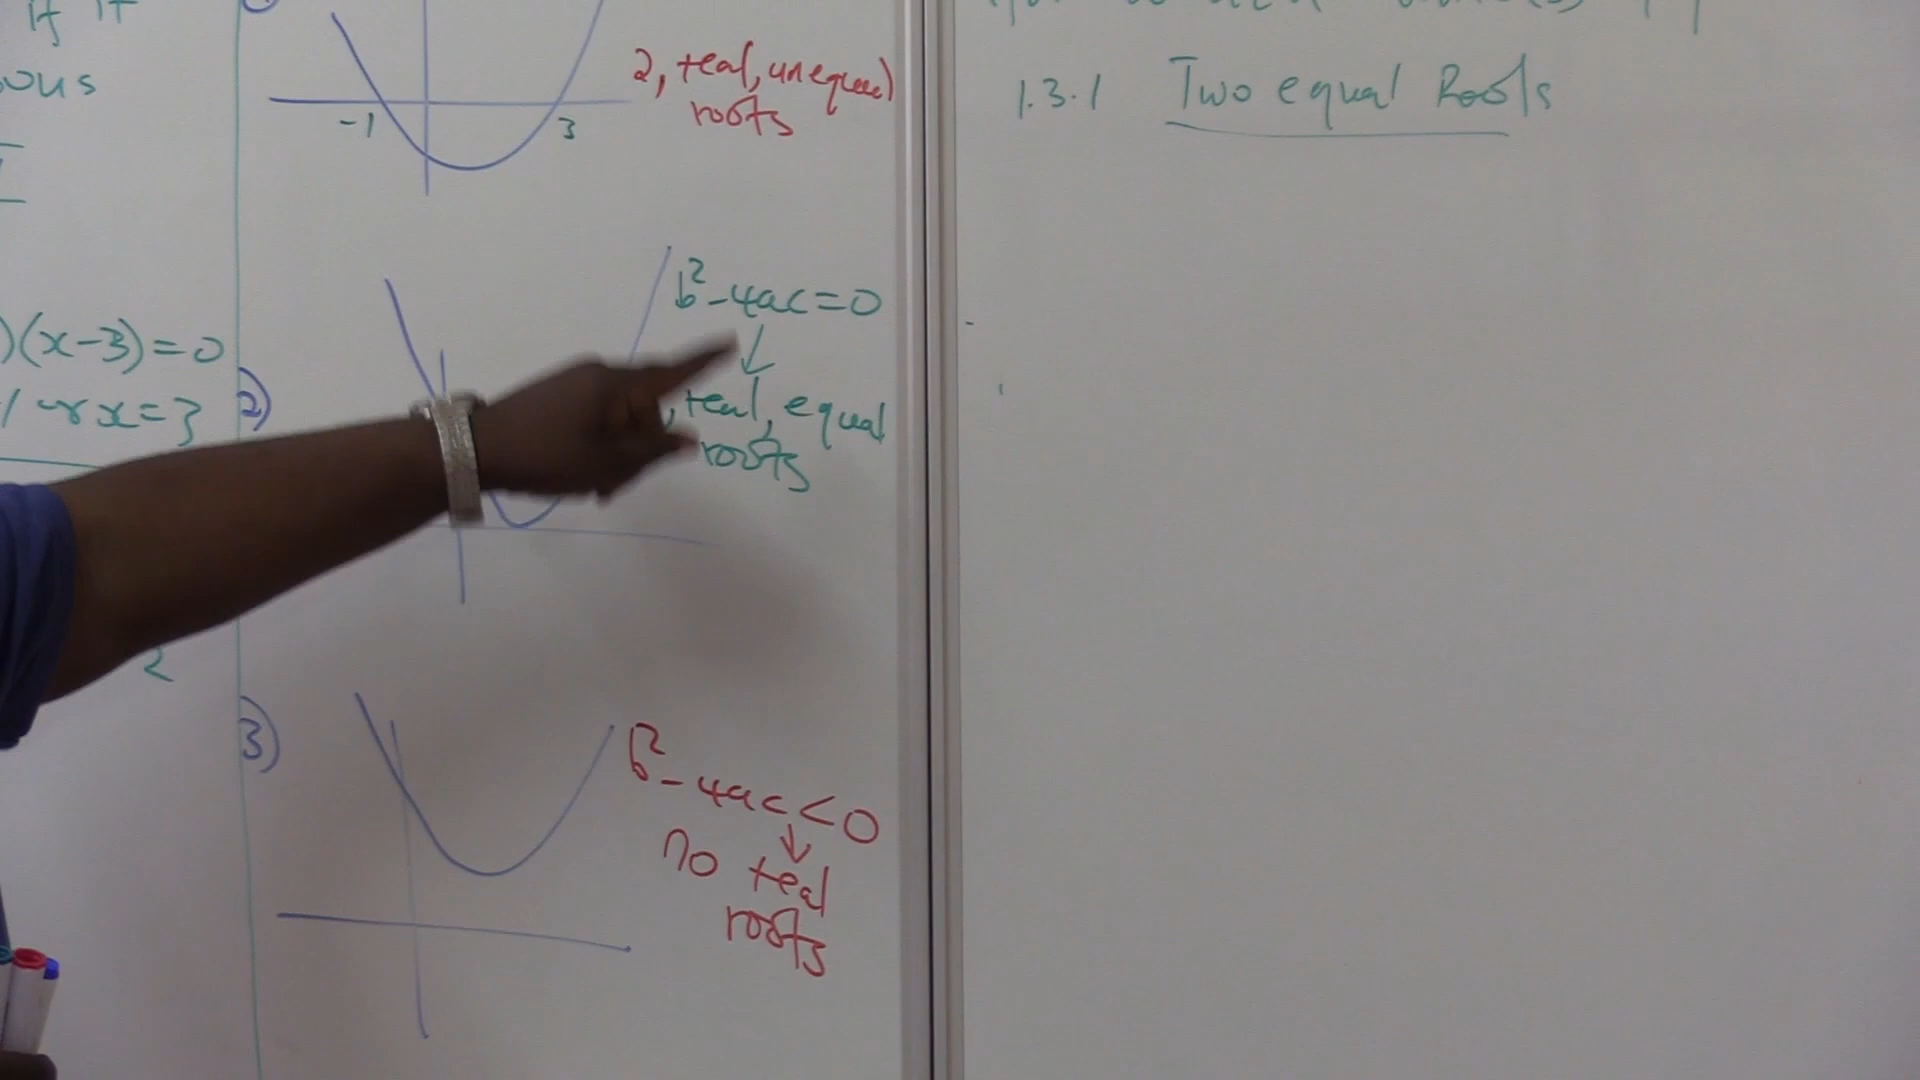 if it
ous
)(x-3)=0
x=3
2
2, real, unequal
roots
-1
3
2)
b²-4ac=0
↓
, real, equal
roots
3)
b²-4ac<0
↓
no real
roots
1.3.1 Two equal Roots